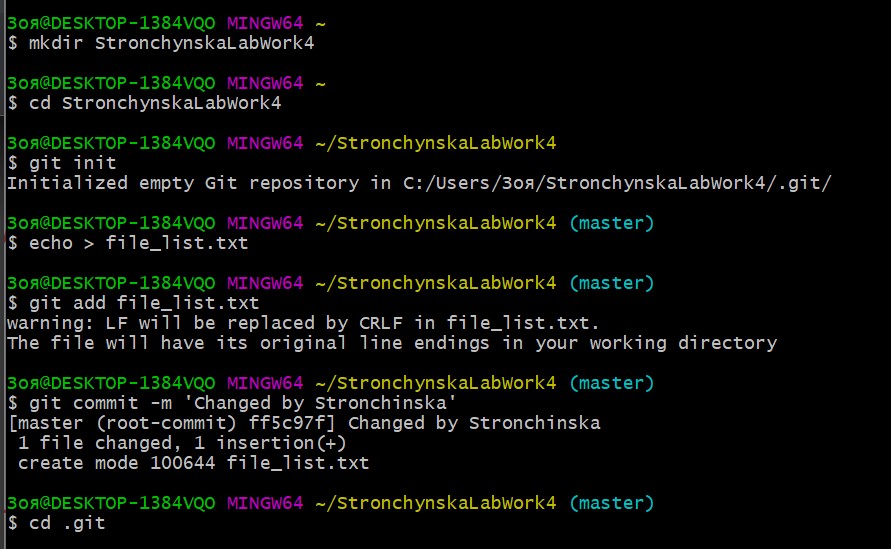 Зоя@DESKTOP-1384VQO MINGW64 ~
$ mkdir StronchynskaLabWork4
Зоя@DESKTOP-1384VQO MINGW64 ~
$ cd StronchynskaLabWork4
Зоя@DESKTOP-1384VQO MINGW64 ~/StronchynskaLabWork4
$ git init
Initialized empty Git repository in C:/Users/Зоя/StronchynskaLabWork4/.git/
Зоя@DESKTOP-1384VQO MINGW64 ~/StronchynskaLabWork4 (master)
$ echo > file_list.txt
Зоя@DESKTOP-1384VQO MINGW64 ~/StronchynskaLabWork4 (master)
$ git add file_list.txt
warning: LF will be replaced by CRLF in file_list.txt.
The file will have its original line endings in your working directory
Зоя@DESKTOP-1384VQO MINGW64 ~/StronchynskaLabWork4 (master)
$ git commit -m 'Changed by Stronchinska'
[master (root-commit) ff5c97f] Changed by Stronchinska
 1 file changed, 1 insertion(+)
 create mode 100644 file_list.txt
Зоя@DESKTOP-1384VQO MINGW64 ~/StronchynskaLabWork4 (master)
$ cd .git